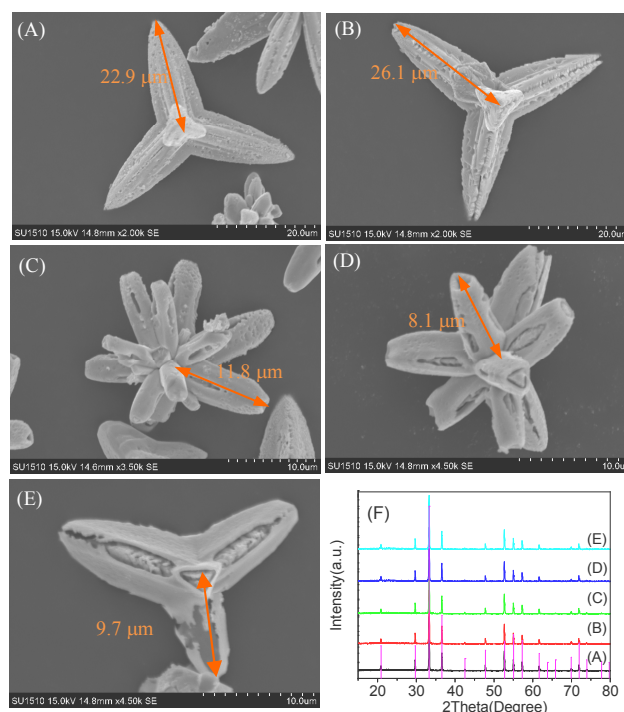 (A)
22.9 μm
SU1510 15.0kV 14.8mm x2.00k SE
20.0um
(B)
26.1 μm
SU1510 15.0kV 14.8mm x2.00k SE
20.0um
(C)
11.8 μm
SU1510 15.0kV 14.6mm x3.50k SE
10.0um
(D)
8.1 μm
SU1510 15.0kV 14.8mm x4.50k SE
10.0u
(E)
9.7 μm
SU1510 15.0kV 14.8mm x4.50k SE
10.0um
(F)
Intensity(a.u.)
(E)
(D)
(C)
(B)
(A)
20 30 40 50 60 70 80
2Theta(Degree)